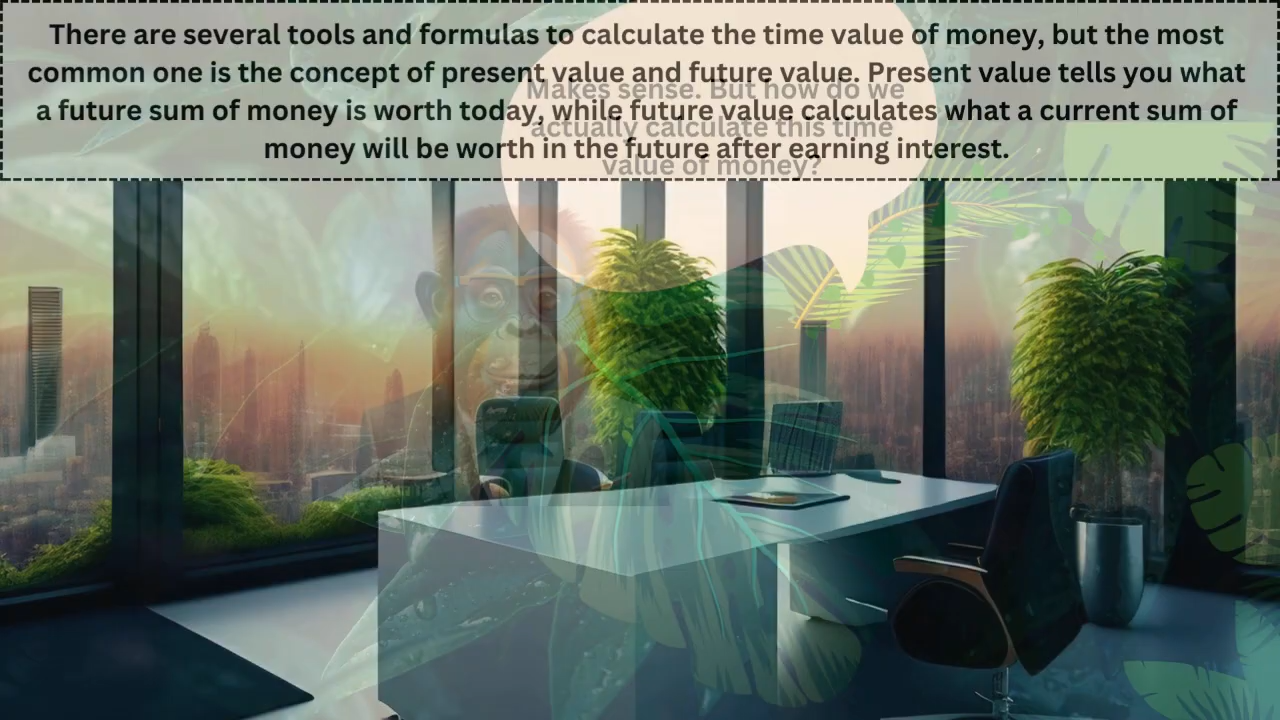 There are several tools and formulas to calculate the time value of money, but the most
common one is the concept of present value and future value. Present value tells you what
a future sum of money is worth today, while future value calculates what a current sum of
money will be worth in the future after earning interest.
Makes sense. But how do we
actually calculate this time
value of money?